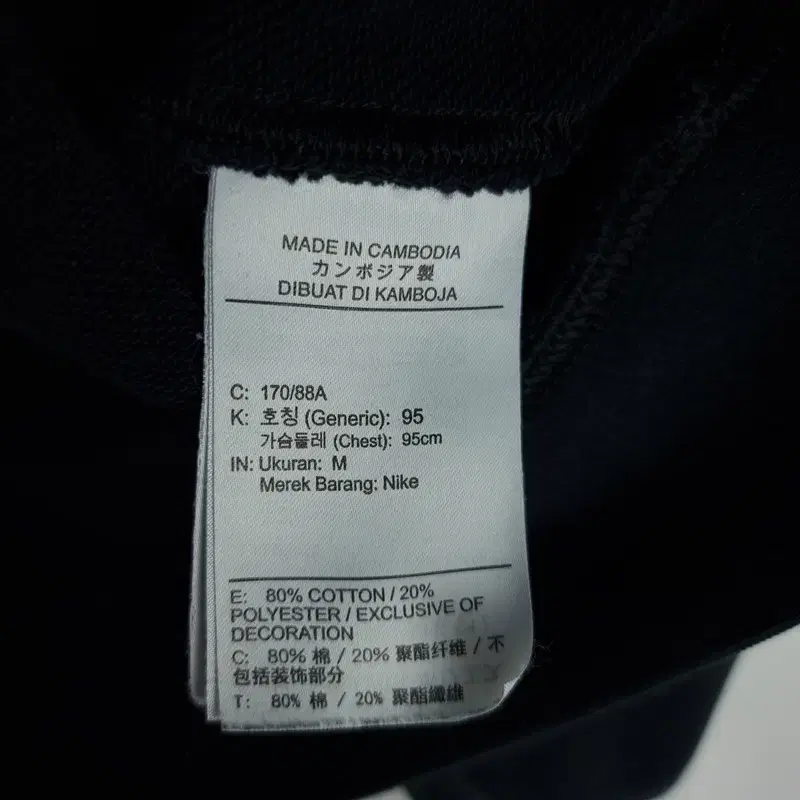 MADE IN CAMBODIA
カンボジア製
DIBUAT DI KAMBOJA
C: 170/88A
K: 호칭 (Generic): 95
가슴둘레 (Chest): 95cm
IN: Ukuran: M
Merek Barang: Nike
E: 80% COTTON / 20%
POLYESTER / EXCLUSIVE OF
DECORATION
C: 80% 棉 / 20% 聚酯纤维 / 不
包括装饰部分
T: 80% 棉 / 20% 聚酯纖維